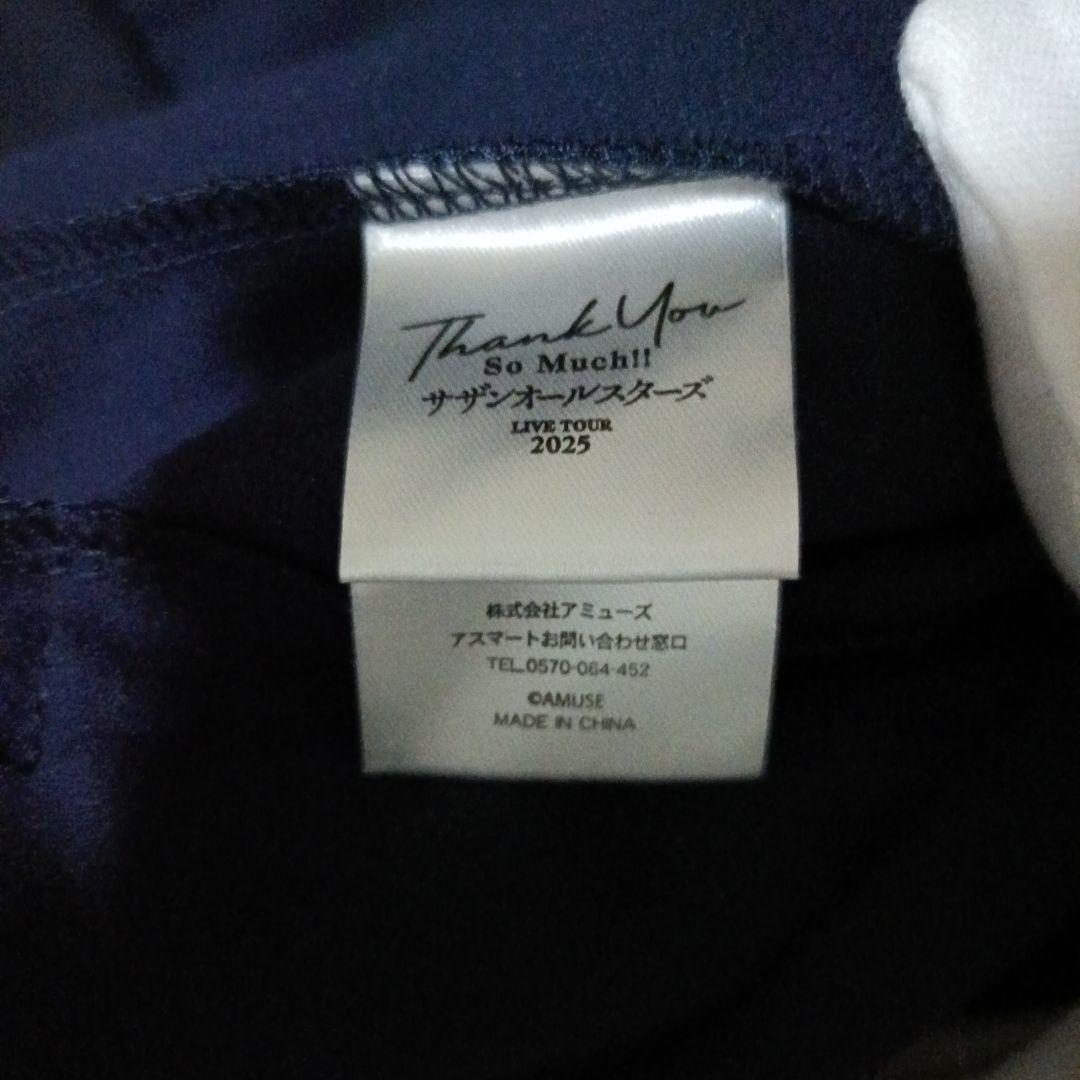 Thank You
So Much!!
サザンオールスターズ
LIVE TOUR
2025
株式会社アミューズ
アスマートお問い合わせ窓口
TEL.0570-064-452
©AMUSE
MADE IN CHINA